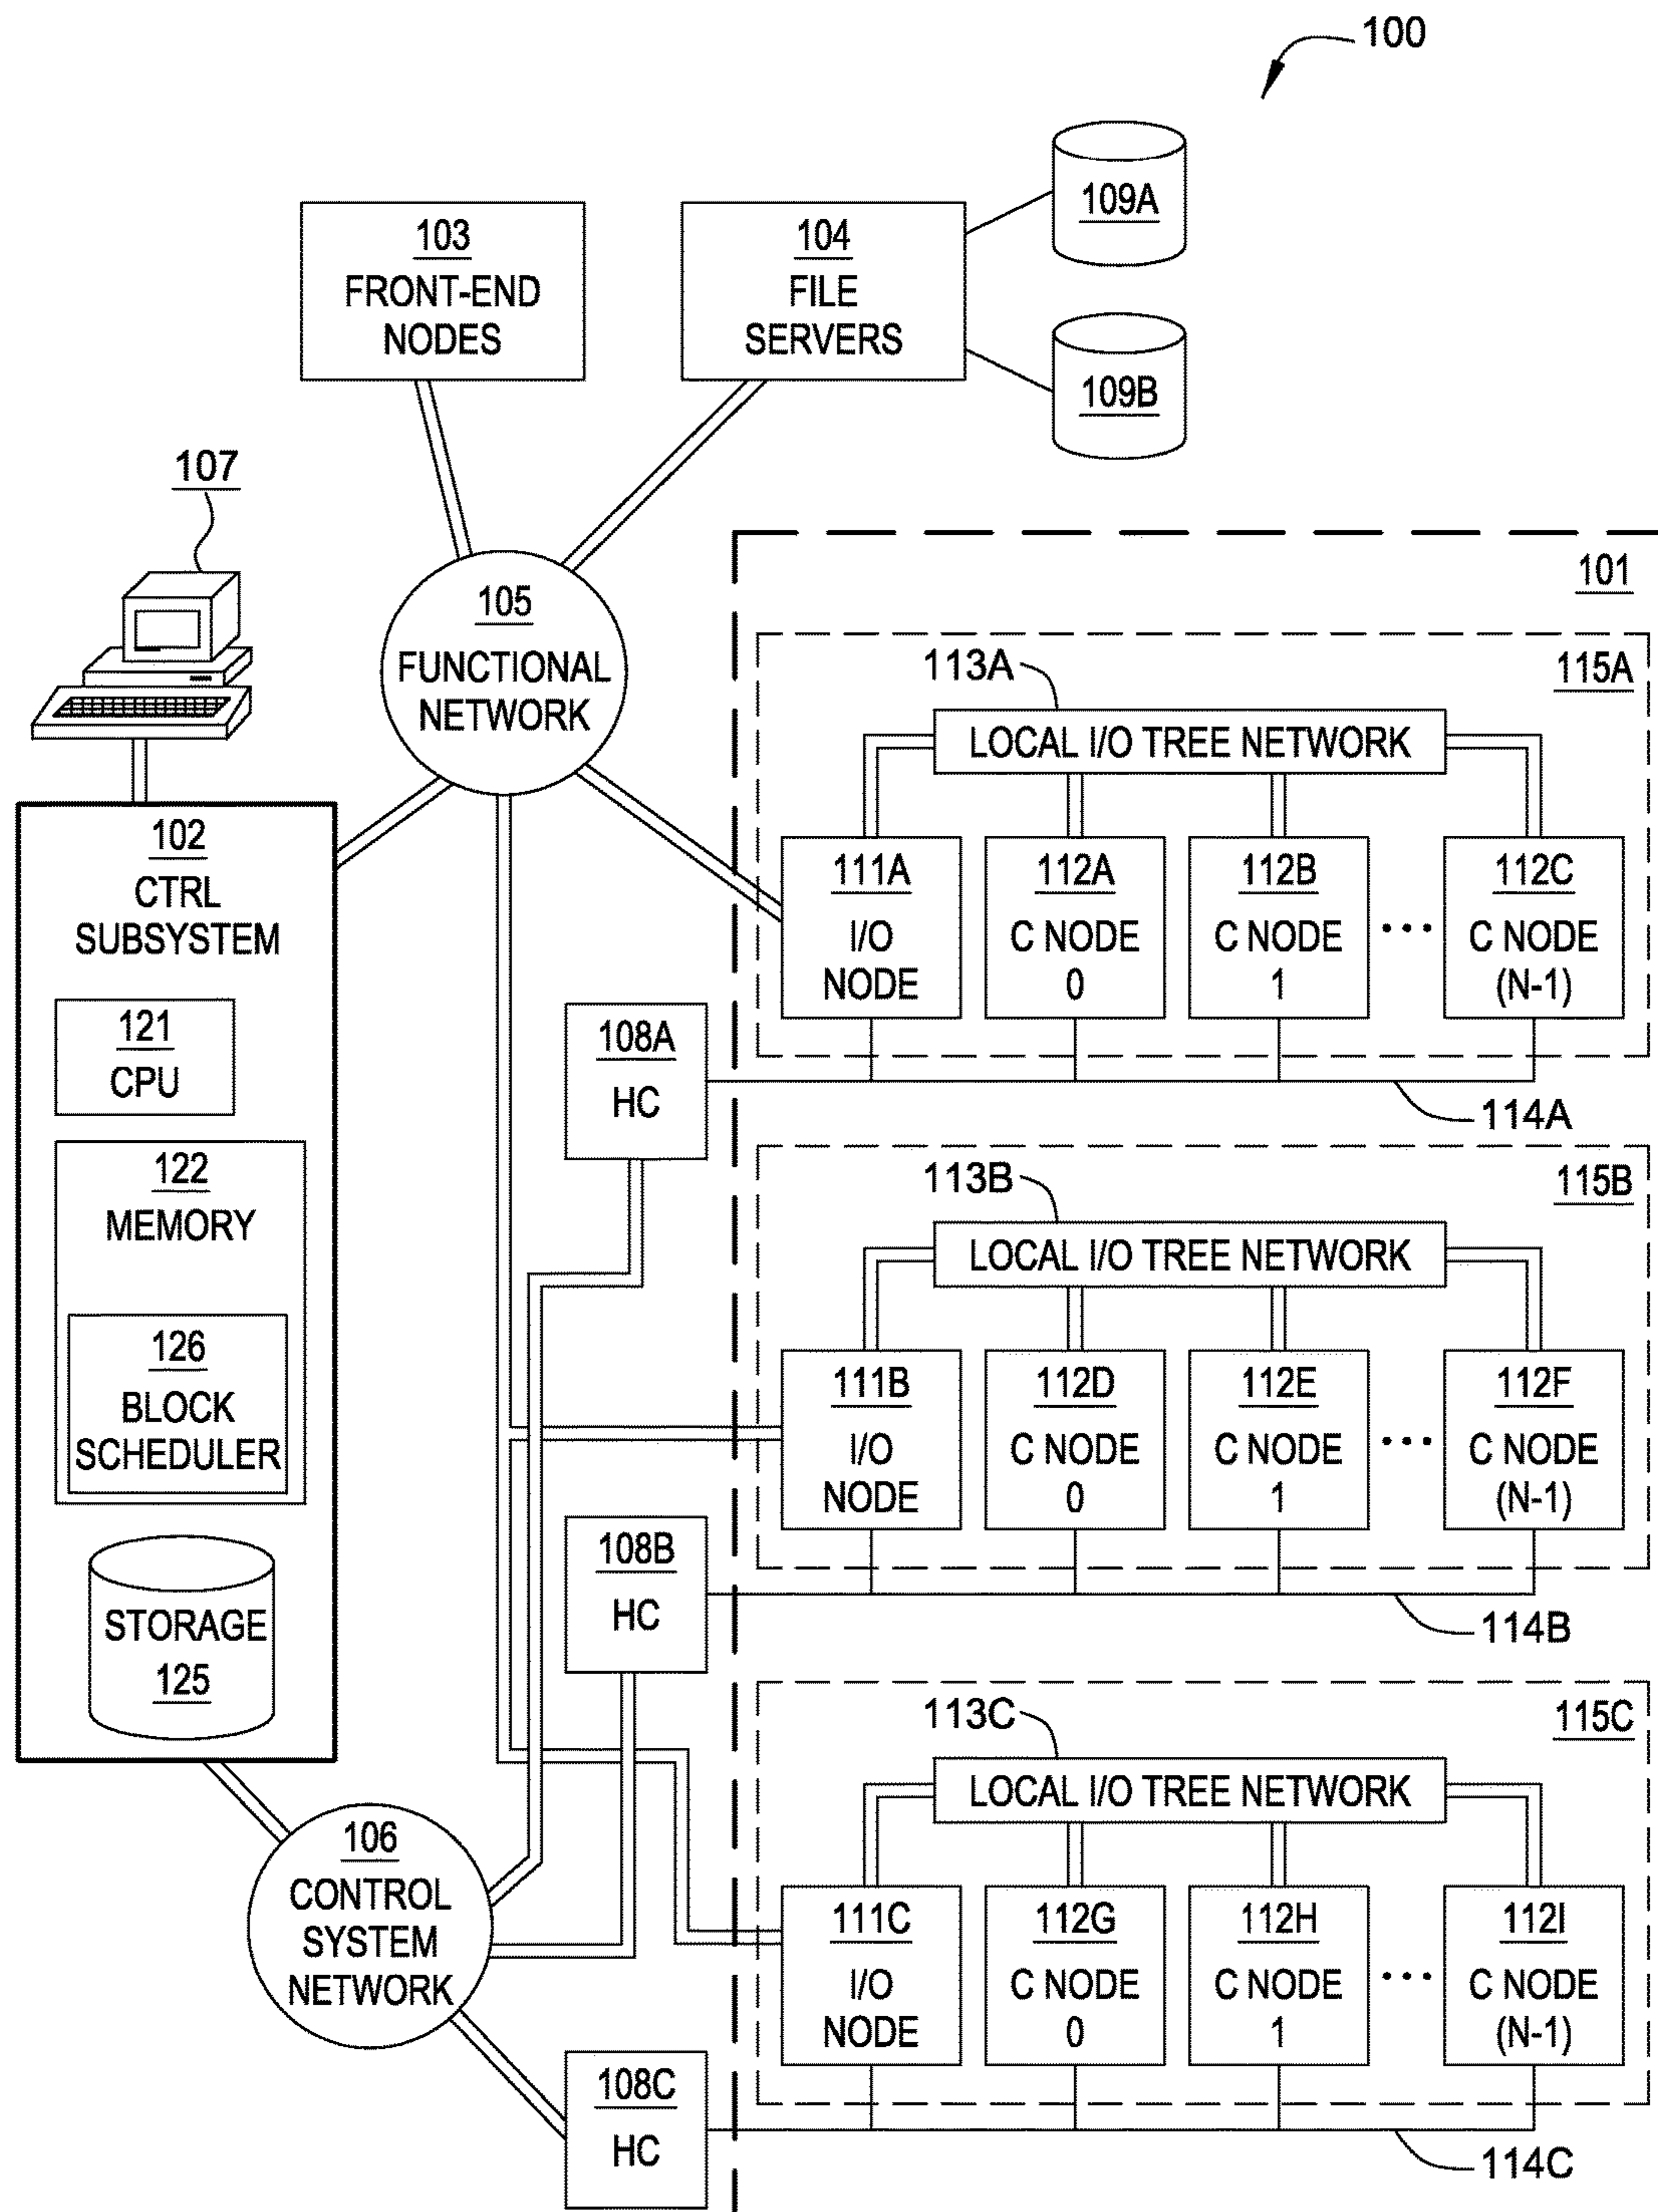 100
109A
103
FRONT-END
NODES
104
FILE
SERVERS
109B
107
105
FUNCTIONAL
NETWORK
101
102
CTRL
SUBSYSTEM
121
CPU
122
MEMORY
126
BLOCK
SCHEDULER
STORAGE
125
106
CONTROL
SYSTEM
NETWORK
108A
HC
108B
HC
108C
HC
115A
113A
LOCAL I/O TREE NETWORK
111A
I/O
NODE
112A
C NODE
0
112B
C NODE
1
•••
112C
C NODE
(N-1)
114A
115B
113B
LOCAL I/O TREE NETWORK
111B
I/O
NODE
112D
C NODE
0
112E
C NODE
1
•••
112F
C NODE
(N-1)
114B
115C
113C
LOCAL I/O TREE NETWORK
111C
I/O
NODE
112G
C NODE
0
112H
C NODE
1
•••
112I
C NODE
(N-1)
114C